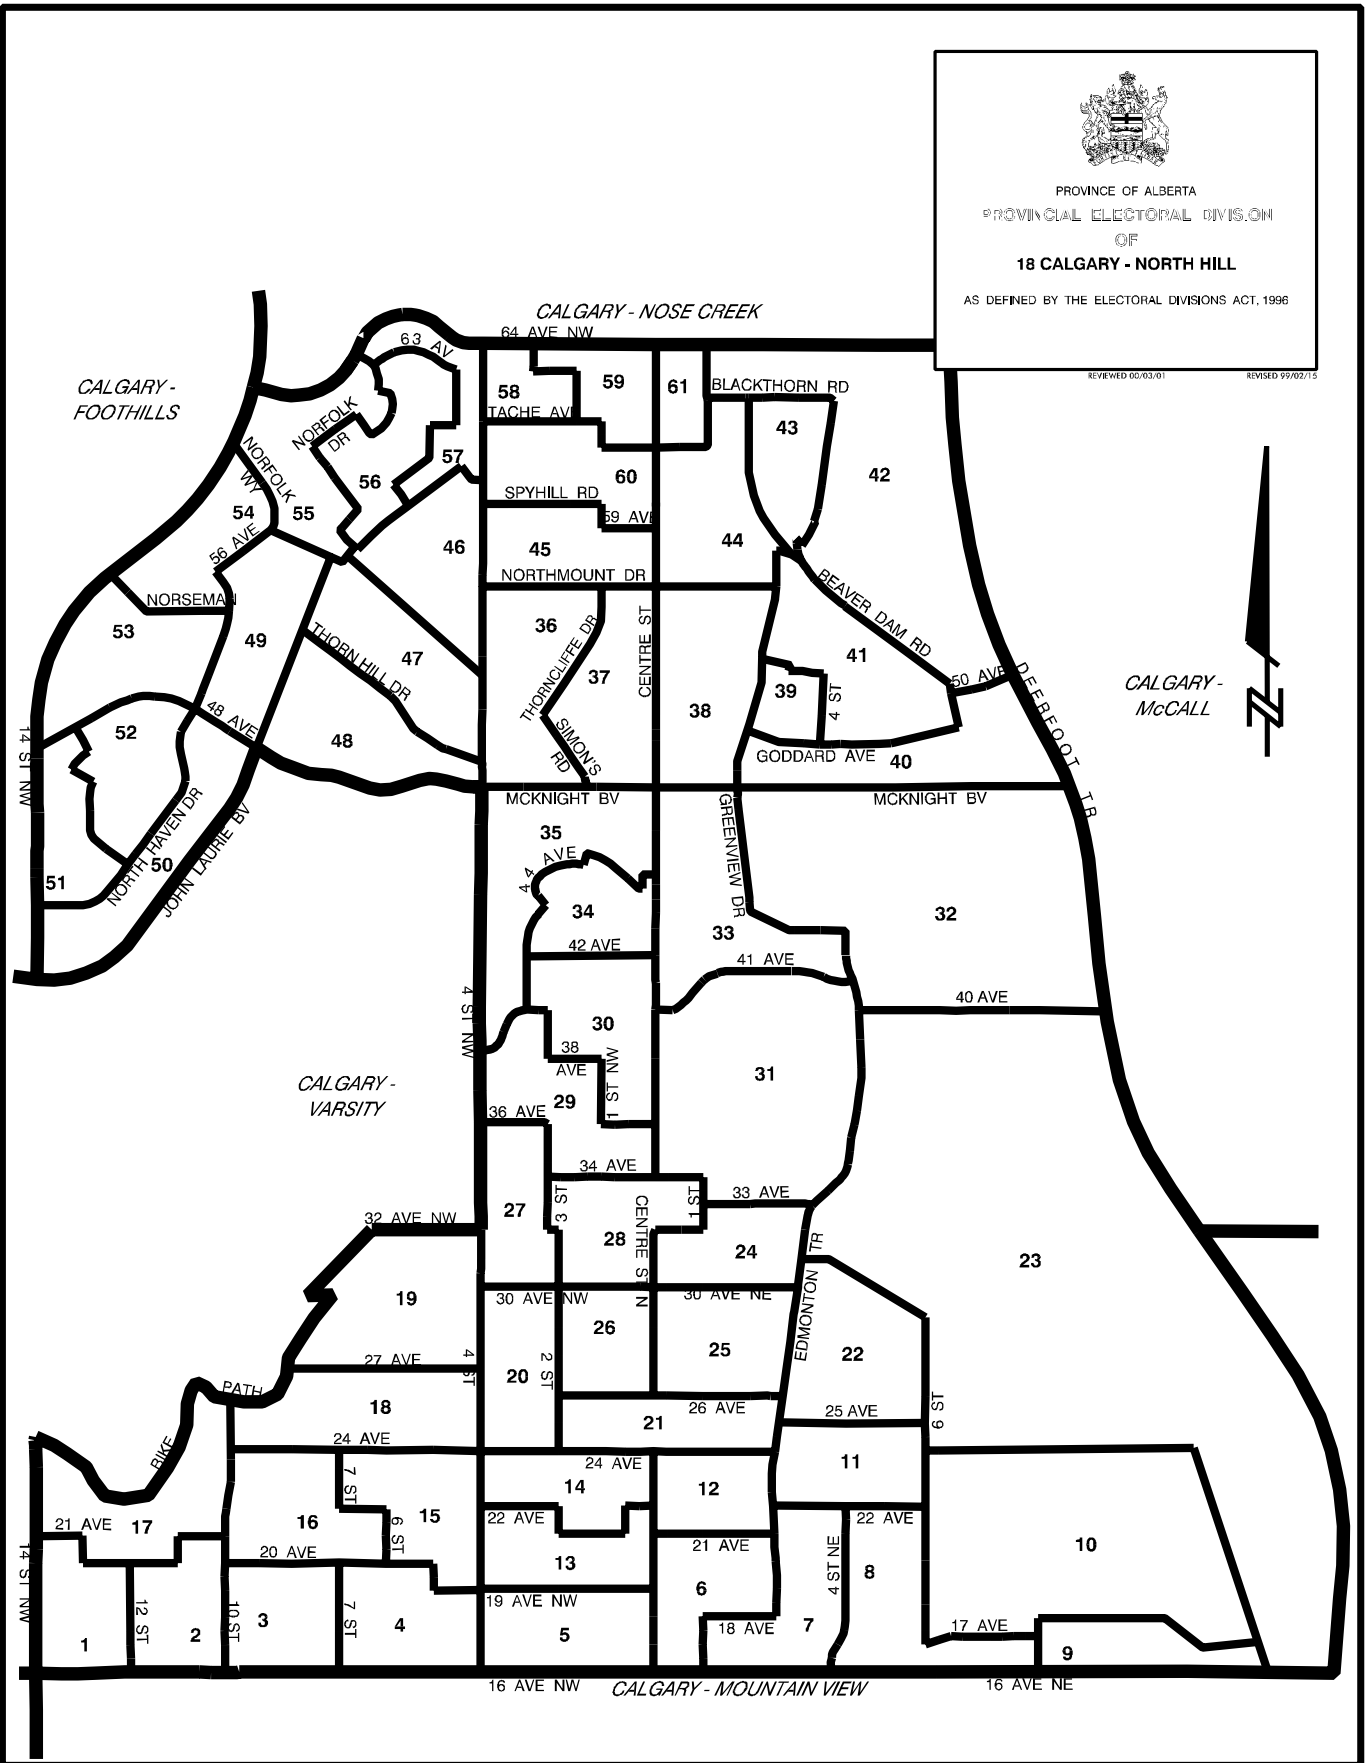 PROVINCE OF ALBERTA
PROVINCIAL ELECTORAL DIVISION
OF
18 CALGARY - NORTH HILL
AS DEFINED BY THE ELECTORAL DIVISIONS ACT, 1996
REVIEWED 00/03/01
REVISED 99/02/15
CALGARY - NOSE CREEK
64 AVE NW
63 AV
CALGARY -
FOOTHILLS
58
59
61
BLACKTHORN RD
TACHE AVE
NORFOLK
DR
43
57
NORFOLK
WY
56
60
42
SPYHILL RD
54
55
59 AVE
56 AVE
46
45
44
NORTHMOUNT DR
BEAVER DAM RD
NORSEMAN
53
49
THORN HILL DR
47
36
THORNCLIFFE DR
37
CENTRE ST
41
39
4 ST
50 AVE
DEERFOOT TR
CALGARY -
McCALL
38
48 AVE
52
48
SIMON'S
RD
14 ST NW
GODDARD AVE
40
MCKNIGHT BV
MCKNIGHT BV
NORTH HAVEN DR
JOHN LAURIE BV
50
51
35
44 AVE
GREENVIEW DR
34
32
33
42 AVE
41 AVE
40 AVE
4 ST NW
30
38
AVE
1 ST NW
31
CALGARY -
VARSITY
29
36 AVE
34 AVE
33 AVE
27
3 ST
28
CENTRE ST N
1 ST
24
32 AVE NW
EDMONTON TR
23
19
30 AVE NW
30 AVE NE
26
25
22
27 AVE
4 ST
20
2 ST
PATH
18
26 AVE
25 AVE
6 ST
21
24 AVE
24 AVE
BIKE
7 ST
14
12
11
16
15
6 ST
22 AVE
22 AVE
21 AVE
17
21 AVE
10
14 ST NW
20 AVE
13
4 ST NE
8
6
19 AVE NW
12 ST
10 ST
3
7 ST
4
5
18 AVE
7
17 AVE
1
2
9
16 AVE NW
CALGARY - MOUNTAIN VIEW
16 AVE NE
N